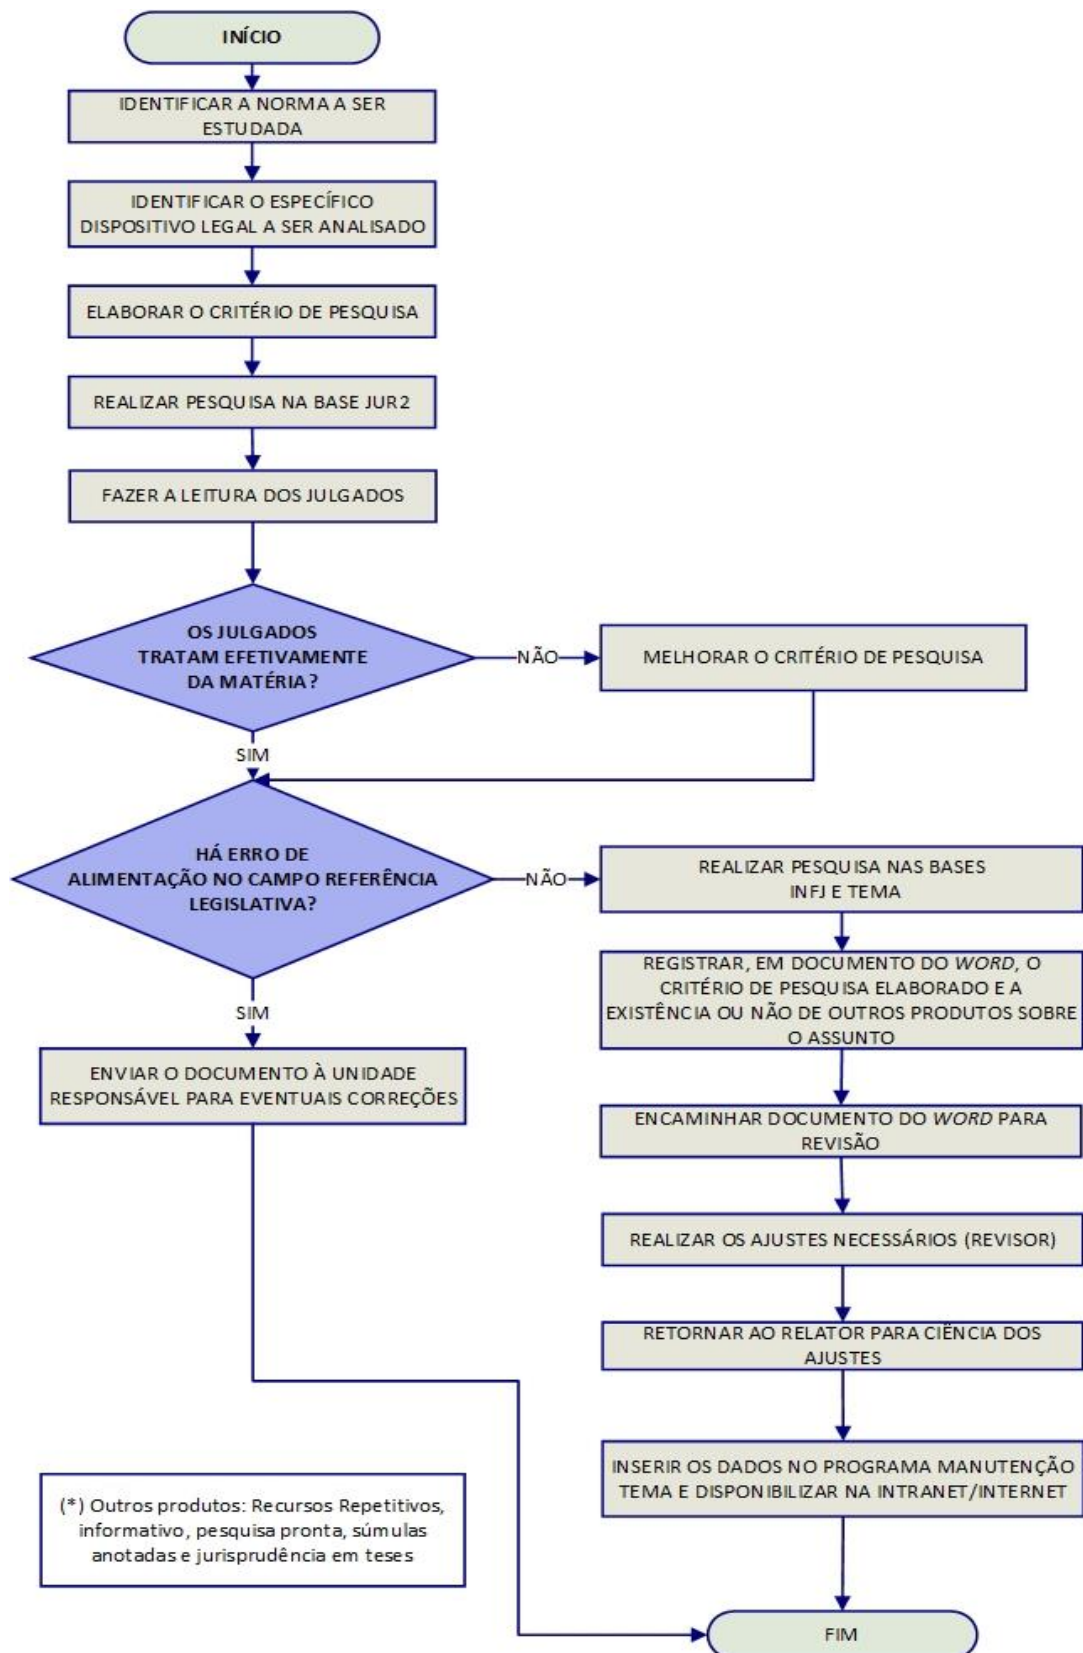 INÍCIO
IDENTIFICAR A NORMA A SER
ESTUDADA
IDENTIFICAR O ESPECÍFICO
DISPOSITIVO LEGAL A SER ANALISADO
ELABORAR O CRITÉRIO DE PESQUISA
REALIZAR PESQUISA NA BASE JUR2
FAZER A LEITURA DOS JULGADOS
OS JULGADOS
TRATAM EFETIVAMENTE
DA MATÉRIA?
NÃO
MELHORAR O CRITÉRIO DE PESQUISA
SIM
HÁ ERRO DE
ALIMENTAÇÃO NO CAMPO REFERÊNCIA
LEGISLATIVA?
NÃO
REALIZAR PESQUISA NAS BASES
INFJ E TEMA
REGISTRAR, EM DOCUMENTO DO WORD, O
CRITÉRIO DE PESQUISA ELABORADO E A
EXISTÊNCIA OU NÃO DE OUTROS PRODUTOS SOBRE
O ASSUNTO
SIM
ENVIAR O DOCUMENTO À UNIDADE
RESPONSÁVEL PARA EVENTUAIS CORREÇÕES
ENCAMINHAR DOCUMENTO DO WORD PARA
REVISÃO
REALIZAR OS AJUSTES NECESSÁRIOS (REVISOR)
RETORNAR AO RELATOR PARA CIÊNCIA DOS
AJUSTES
INSERIR OS DADOS NO PROGRAMA MANUTENÇÃO
TEMA E DISPONIBILIZAR NA INTRANET/INTERNET
(*) Outros produtos: Recursos Repetitivos,
informativo, pesquisa pronta, súmulas
anotadas e jurisprudência em teses
FIM